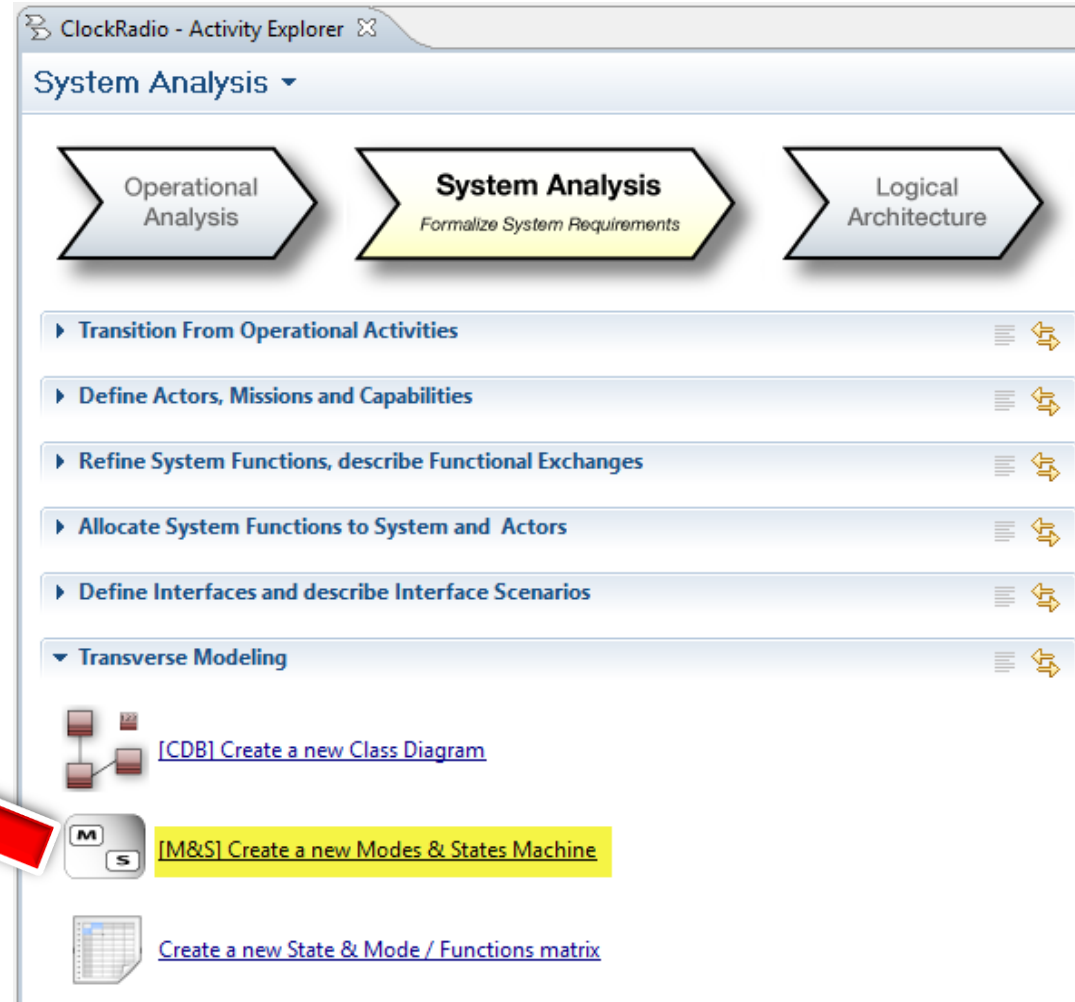 ClockRadio - Activity Explorer
System Analysis
Operational
Analysis
System Analysis
Formalize System Requirements
Logical
Architecture
Transition From Operational Activities
Define Actors, Missions and Capabilities
Refine System Functions, describe Functional Exchanges
Allocate System Functions to System and  Actors
Define Interfaces and describe Interface Scenarios
Transverse Modeling
123
[CDB] Create a new Class Diagram
M
S
[M&S] Create a new Modes & States Machine
Create a new State & Mode / Functions matrix